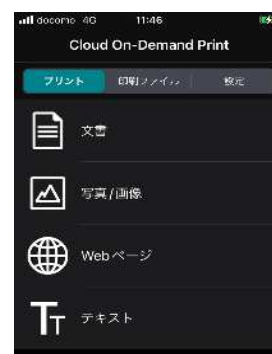 docomo 4G 11:46
Cloud On-Demand Print
プリント 印刷ファイル 設定
文書
写真/画像
Webページ
テキスト